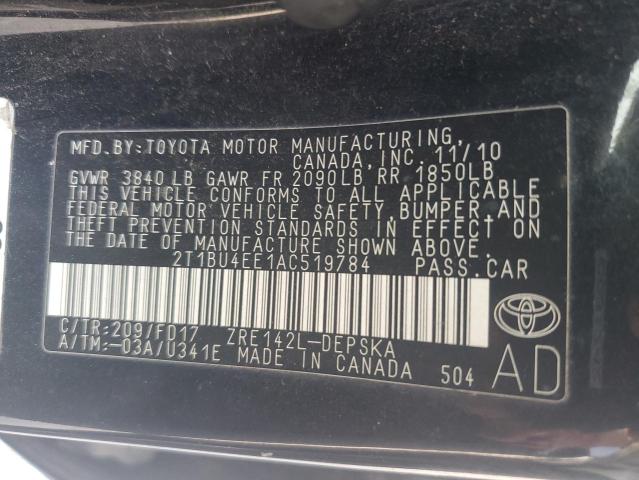 MFD. BY: TOYOTA MOTOR MANUFACTURING,
CANADA, INC. 11/10
GVWR 3840 LB GAWR FR 2090LB, RR 1850LB
THIS VEHICLE CONFORMS TO ALL APPLICABLE
FEDERAL MOTOR VEHICLE SAFETY, BUMPER, AND
THEFT PREVENTION STANDARDS IN EFFECT ON
THE DATE OF MANUFACTURE SHOWN ABOVE.
2T1BU4EE1AC519784 PASS. CAR
C/TR: 209/FD17 ZRE142L-DEPSKA
A/TM: -03A/U341E MADE IN CANADA 504
AD